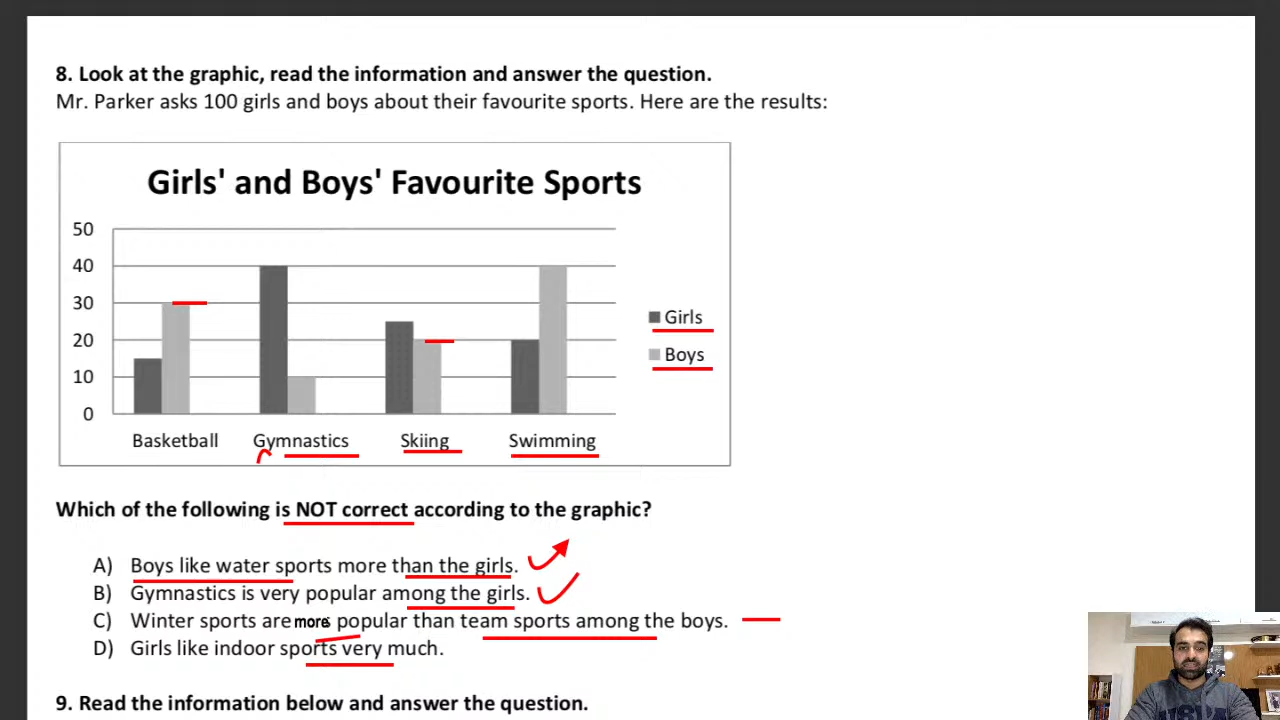 8. Look at the graphic, read the information and answer the question.
Mr. Parker asks 100 girls and boys about their favourite sports. Here are the results:
Girls' and Boys' Favourite Sports
50
40
30
20
10
0
Basketball Gymnastics Skiing Swimming
Girls
Boys
Which of the following is NOT correct according to the graphic?
A) Boys like water sports more than the girls.
B) Gymnastics is very popular among the girls.
C) Winter sports are more popular than team sports among the boys.
D) Girls like indoor sports very much.
9. Read the information below and answer the question.